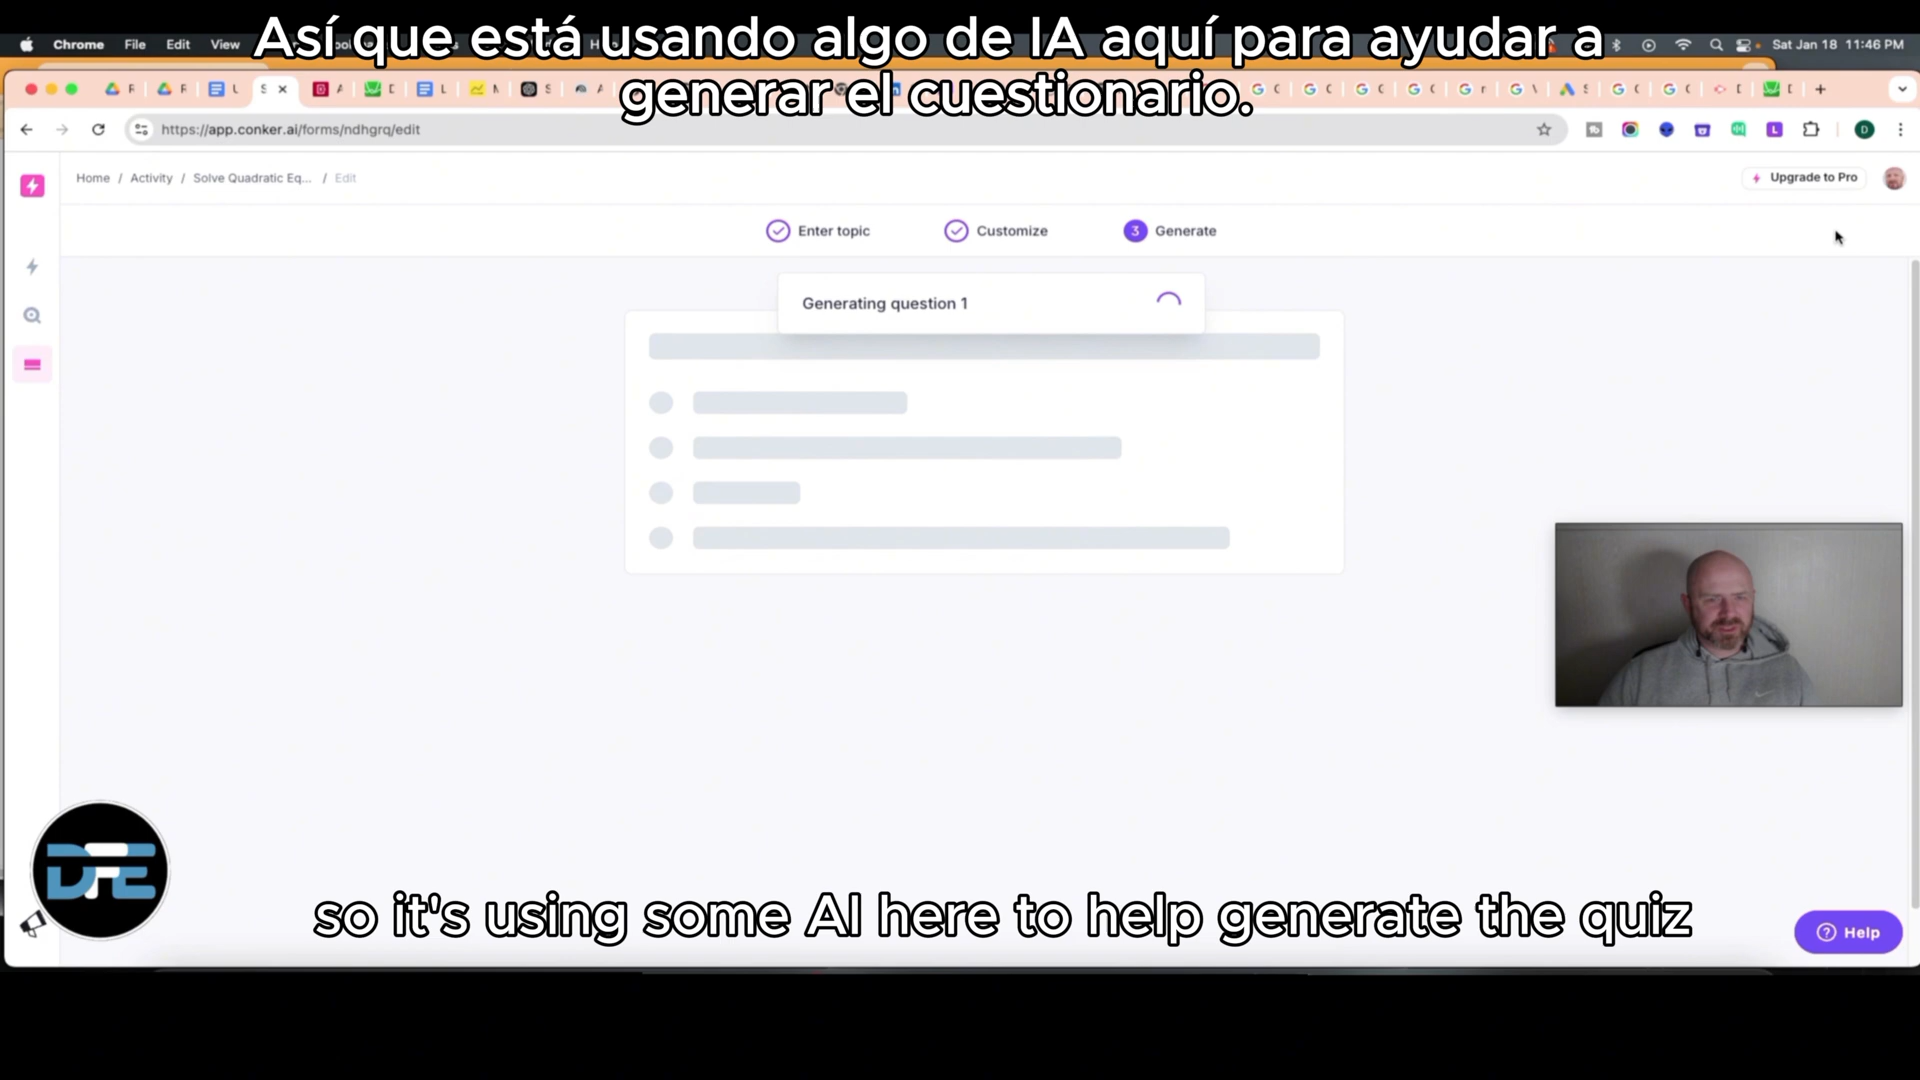 Así que está usando algo de IA aquí para ayudar a
generar el cuestionario.
Chrome File Edit View Sat Jan 18 11:46 PM
https://app.conker.ai/forms/ndhgrq/edit
Home / Activity / Solve Quadratic Eq... / Edit
Upgrade to Pro
Enter topic
Customize
3 Generate
Generating question 1
DFE
so it's using some AI here to help generate the quiz
Help